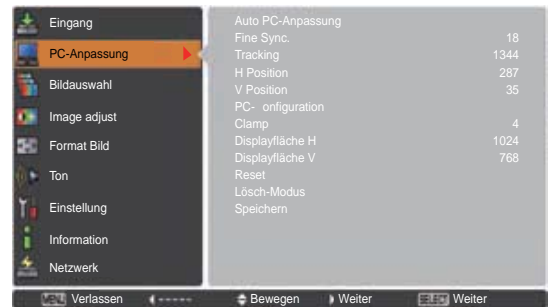 Eingang
PC-Anpassung
Bildauswahl
Image adjust
Format Bild
Ton
Einstellung
Information
Netzwerk
Auto PC-Anpassung
Fine Sync. 18
Tracking 1344
H Position 287
V Position 35
PC- onfiguration
Clamp 4
Displayfläche H 1024
Displayfläche V 768
Reset
Lösch-Modus
Speichern
MENU Verlassen ----- Bewegen Weiter SELECT Weiter